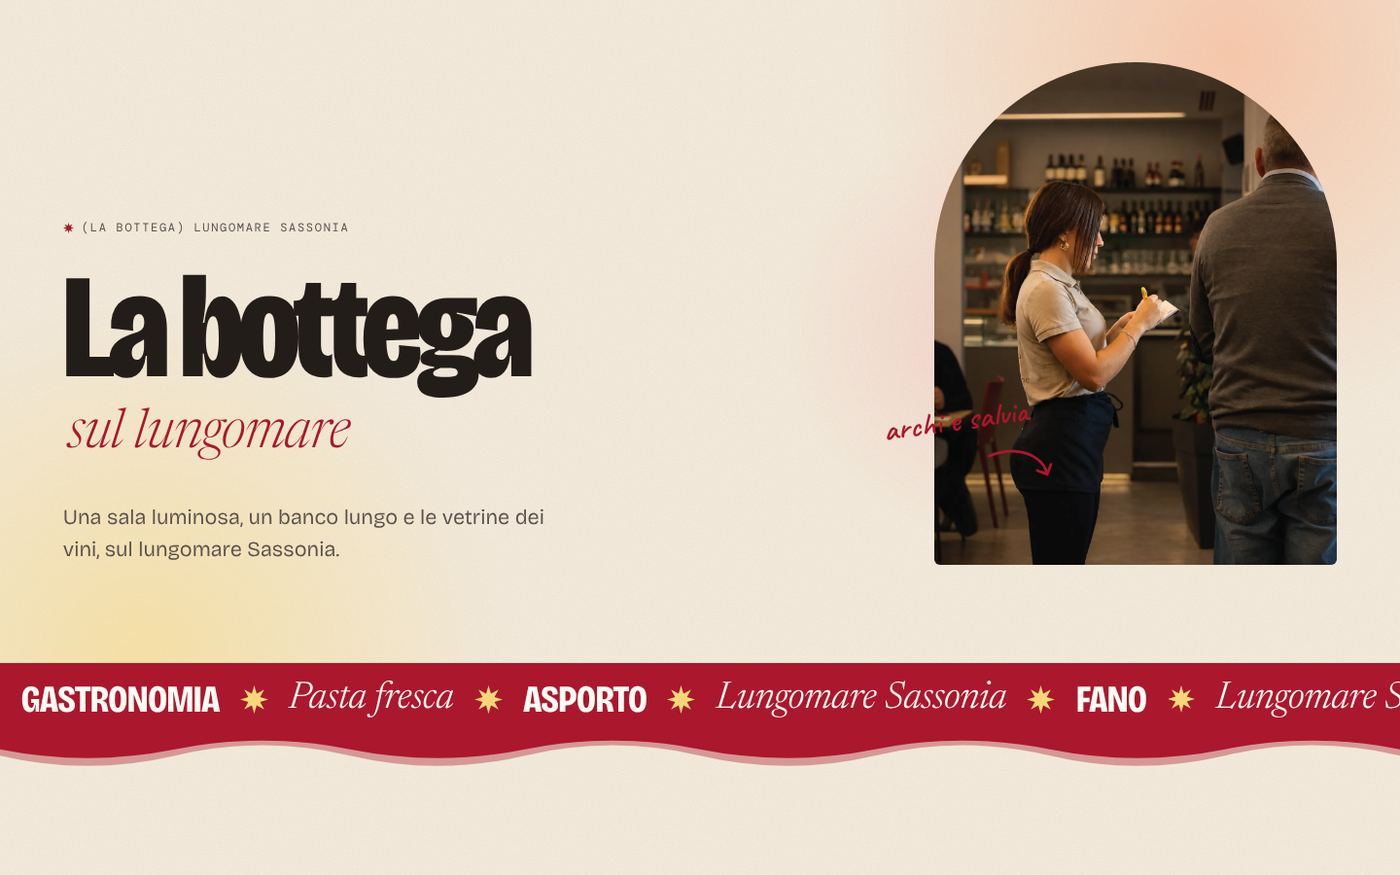 (LA BOTTEGA) LUNGOMARE SASSONIA
La bottega
sul lungomare
Una sala luminosa, un banco lungo e le vetrine dei
vini, sul lungomare Sassonia.
archi e salvia
GASTRONOMIA Pasta fresca ASPORTO Lungomare Sassonia FANO Lungomare S